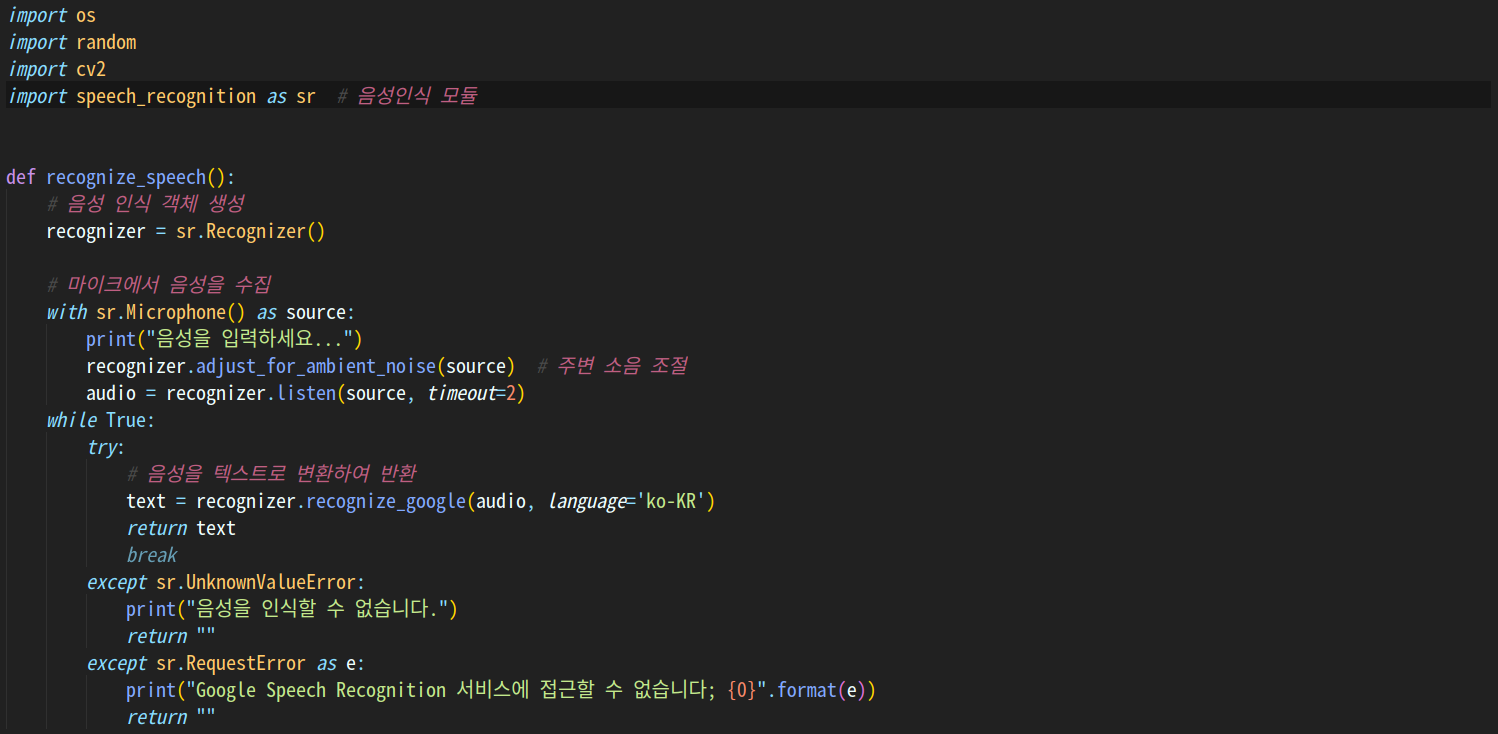 import os
import random
import cv2
import speech_recognition as sr  # 음성인식 모듈
def recognize_speech():
    # 음성 인식 객체 생성
    recognizer = sr.Recognizer()
    # 마이크에서 음성을 수집
    with sr.Microphone() as source:
        print("음성을 입력하세요...")
        recognizer.adjust_for_ambient_noise(source)  # 주변 소음 조절
        audio = recognizer.listen(source, timeout=2)
    while True:
        try:
            # 음성을 텍스트로 변환하여 반환
            text = recognizer.recognize_google(audio, language='ko-KR')
            return text
            break
        except sr.UnknownValueError:
            print("음성을 인식할 수 없습니다.")
            return ""
        except sr.RequestError as e:
            print("Google Speech Recognition 서비스에 접근할 수 없습니다; {0}".format(e))
            return ""